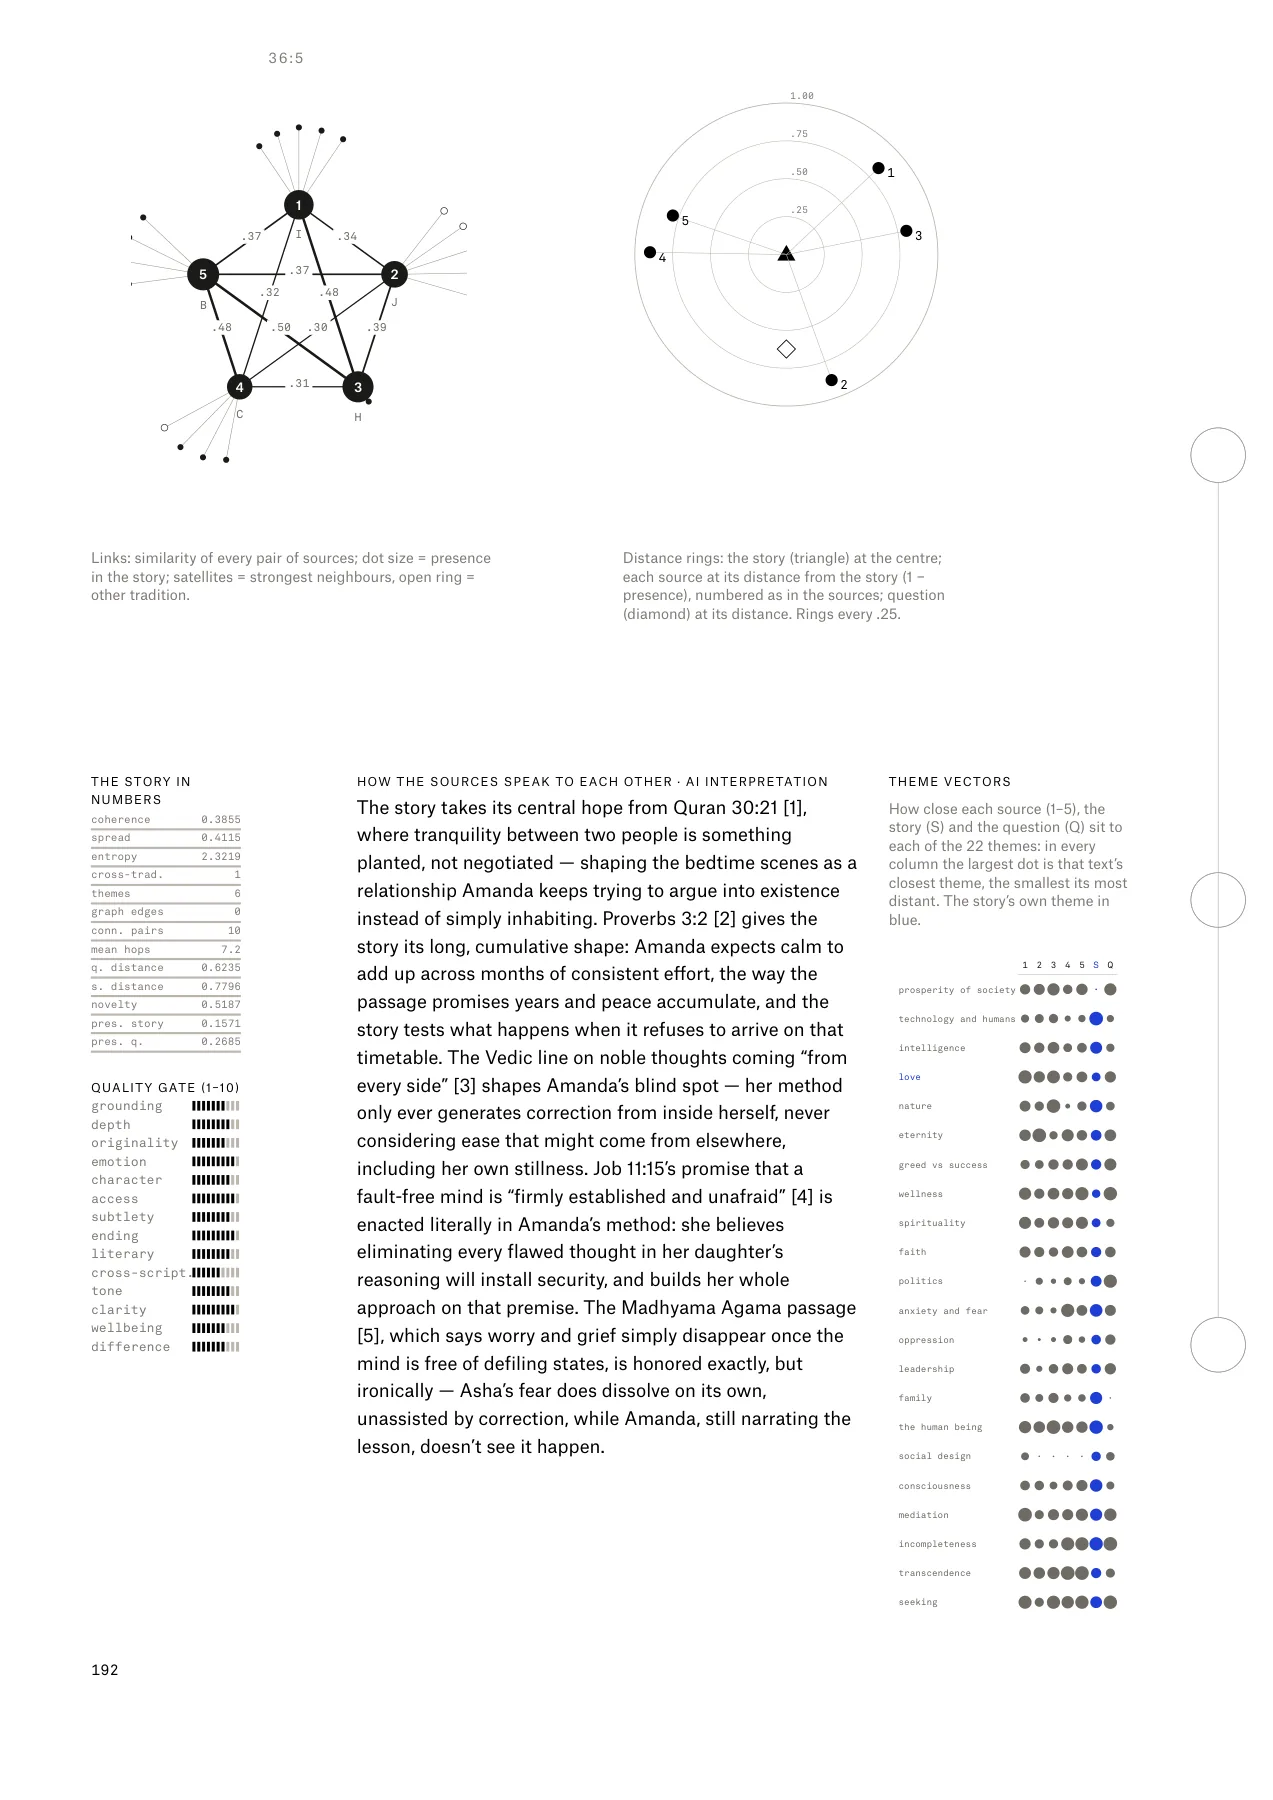 36:5
1
I
.37
.34
5
B
.37
2
J
.32
.48
.48
.50
.30
.39
4
C
.31
3
H
1.00
.75
.50
.25
1
3
5
4
2
Links: similarity of every pair of sources; dot size = presence
in the story; satellites = strongest neighbours, open ring =
other tradition.
Distance rings: the story (triangle) at the centre;
each source at its distance from the story (1 –
presence), numbered as in the sources; question
(diamond) at its distance. Rings every .25.
THE STORY IN
NUMBERS
coherence 0.3855
spread 0.4115
entropy 2.3219
cross-trad. 1
themes 6
graph edges 0
conn. pairs 10
mean hops 7.2
q. distance 0.6235
s. distance 0.7796
novelty 0.5187
pres. story 0.1571
pres. q. 0.2685
QUALITY GATE (1–10)
grounding
depth
originality
emotion
character
access
subtlety
ending
literary
cross-script.
tone
clarity
wellbeing
difference
HOW THE SOURCES SPEAK TO EACH OTHER · AI INTERPRETATION
The story takes its central hope from Quran 30:21 [1],
where tranquility between two people is something
planted, not negotiated — shaping the bedtime scenes as a
relationship Amanda keeps trying to argue into existence
instead of simply inhabiting. Proverbs 3:2 [2] gives the
story its long, cumulative shape: Amanda expects calm to
add up across months of consistent effort, the way the
passage promises years and peace accumulate, and the
story tests what happens when it refuses to arrive on that
timetable. The Vedic line on noble thoughts coming “from
every side” [3] shapes Amanda’s blind spot — her method
only ever generates correction from inside herself, never
considering ease that might come from elsewhere,
including her own stillness. Job 11:15’s promise that a
fault-free mind is “firmly established and unafraid” [4] is
enacted literally in Amanda’s method: she believes
eliminating every flawed thought in her daughter’s
reasoning will install security, and builds her whole
approach on that premise. The Madhyama Agama passage
[5], which says worry and grief simply disappear once the
mind is free of defiling states, is honored exactly, but
ironically — Asha’s fear does dissolve on its own,
unassisted by correction, while Amanda, still narrating the
lesson, doesn’t see it happen.
THEME VECTORS
How close each source (1–5), the
story (S) and the question (Q) sit to
each of the 22 themes: in every
column the largest dot is that text’s
closest theme, the smallest its most
distant. The story’s own theme in
blue.
1 2 3 4 5 S Q
prosperity of society
technology and humans
intelligence
love
nature
eternity
greed vs success
wellness
spirituality
faith
politics
anxiety and fear
oppression
leadership
family
the human being
social design
consciousness
mediation
incompleteness
transcendence
seeking
192